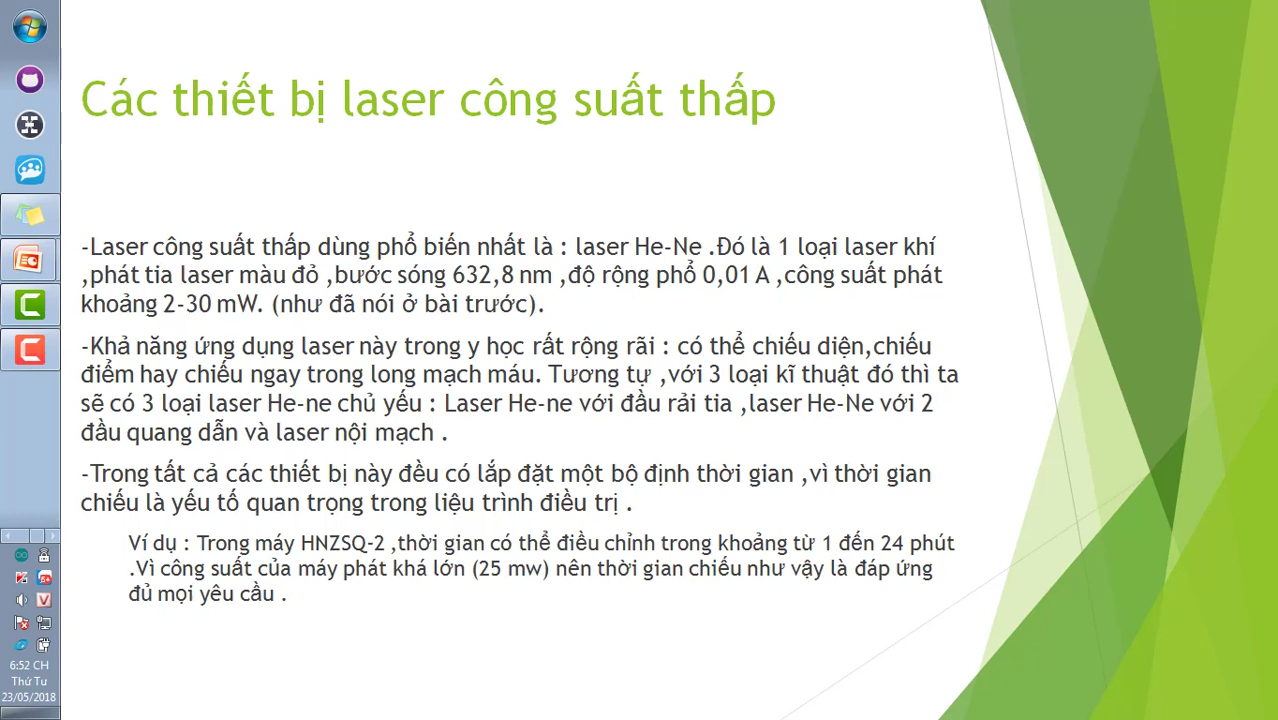 Các thiết bị laser công suất thấp
-Laser công suất thấp dùng phổ biến nhất là : laser He-Ne .Đó là 1 loại laser khí
,phát tia laser màu đỏ ,bước sóng 632,8 nm ,độ rộng phổ 0,01 A ,công suất phát
khoảng 2-30 mW. (như đã nói ở bài trước).
-Khả năng ứng dụng laser này trong y học rất rộng rãi : có thể chiếu diện,chiếu
điểm hay chiếu ngay trong long mạch máu. Tương tự ,với 3 loại kĩ thuật đó thì ta
sẽ có 3 loại laser He-ne chủ yếu : Laser He-ne với đầu rải tia ,laser He-Ne với 2
đầu quang dẫn và laser nội mạch .
-Trong tất cả các thiết bị này đều có lắp đặt một bộ định thời gian ,vì thời gian
chiếu là yếu tố quan trọng trong liệu trình điều trị .
Ví dụ : Trong máy HNZSQ-2 ,thời gian có thể điều chỉnh trong khoảng từ 1 đến 24 phút
.Vì công suất của máy phát khá lớn (25 mw) nên thời gian chiếu như vậy là đáp ứng
đủ mọi yêu cầu .
6:52 CH
Thứ Tư
23/05/2018